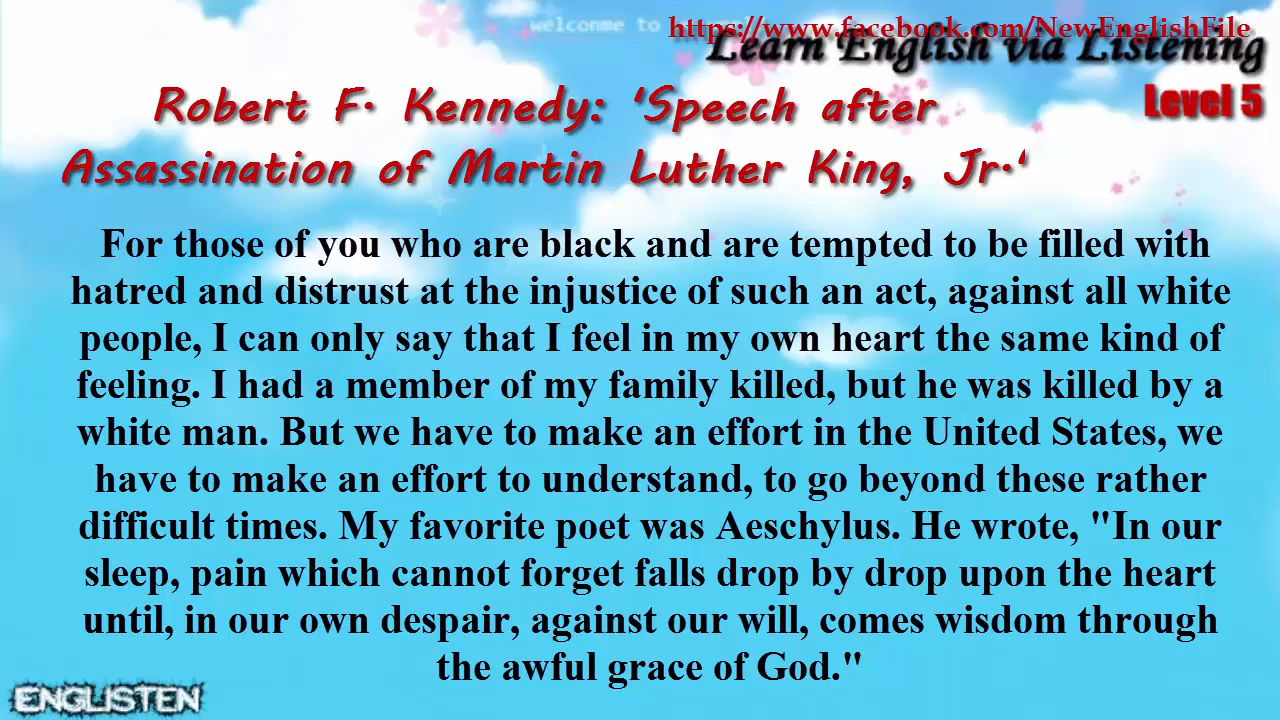 welconme to
https://www.facebook.com/NewEnglishFile
Learn English via Listening
Level 5
Robert F. Kennedy: 'Speech after
Assassination of Martin Luther King, Jr.'
For those of you who are black and are tempted to be filled with
hatred and distrust at the injustice of such an act, against all white
people, I can only say that I feel in my own heart the same kind of
feeling. I had a member of my family killed, but he was killed by a
white man. But we have to make an effort in the United States, we
have to make an effort to understand, to go beyond these rather
difficult times. My favorite poet was Aeschylus. He wrote, "In our
sleep, pain which cannot forget falls drop by drop upon the heart
until, in our own despair, against our will, comes wisdom through
the awful grace of God."
ENGLISTEN